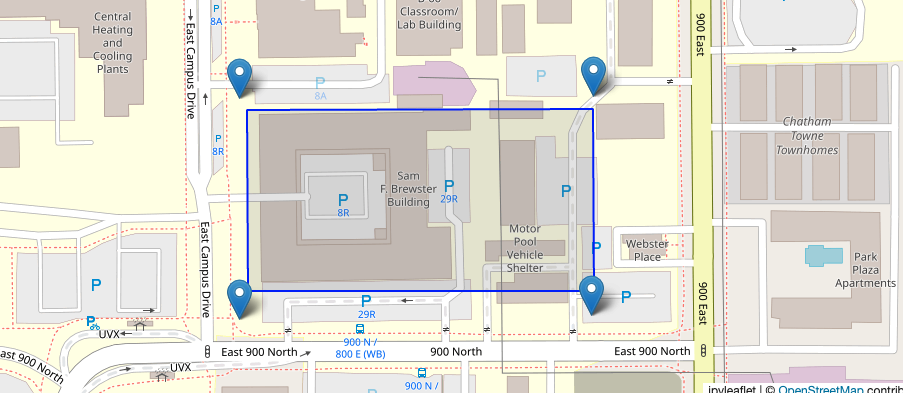 P
8A
Central
Heating
and
Cooling
Plants
Classroom/
Lab Building
900 East
East Campus Drive
P
8A
P
P
8R
Chatham
Towne
Townhomes
Sam
F. Brewster
Building
P
8R
P
29R
P
Motor
Pool
Vehicle
Shelter
P
Webster
Place
Park
Plaza
Apartments
East Campus Drive
P
P
29R
P
900 East
P
UVX
900 N /
800 E (WB)
East 900 North
900 North
East 900 North
East 900 North
UVX
P
900 N /
ipyleaflet | © OpenStreetMap contrib